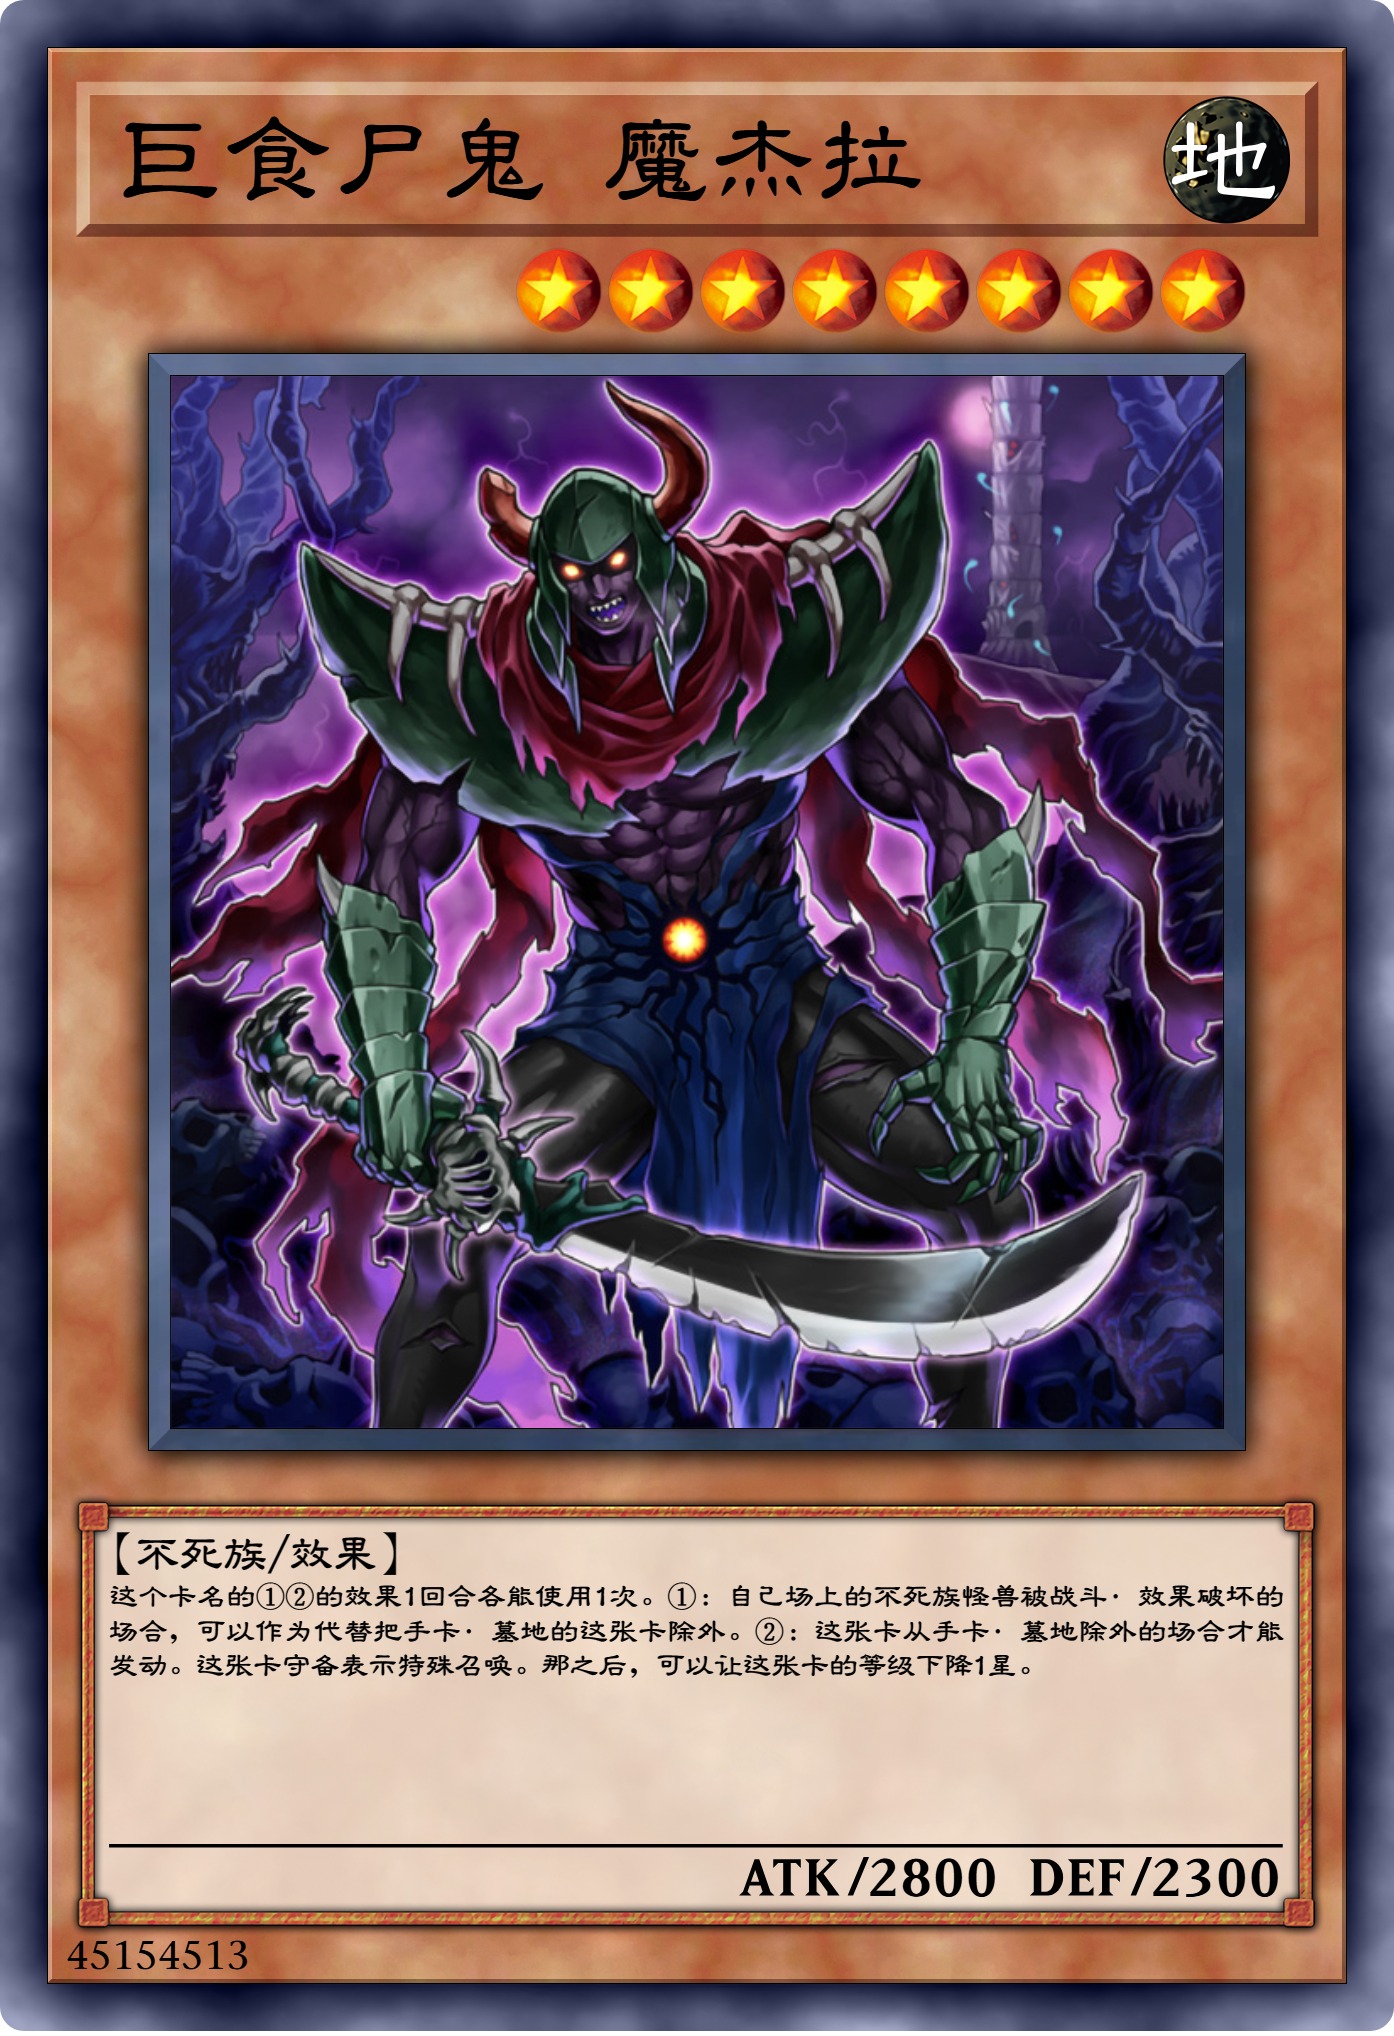 巨食尸鬼 魔杰拉
地
【不死族/效果】
这个卡名的①②的效果1回合各能使用1次。①：自己场上的不死族怪兽被战斗·效果破坏的
场合，可以作为代替把手卡·墓地的这张卡除外。②：这张卡从手卡·墓地除外的场合才能
发动。这张卡守备表示特殊召唤。那之后，可以让这张卡的等级下降1星。
ATK/2800 DEF/2300
45154513